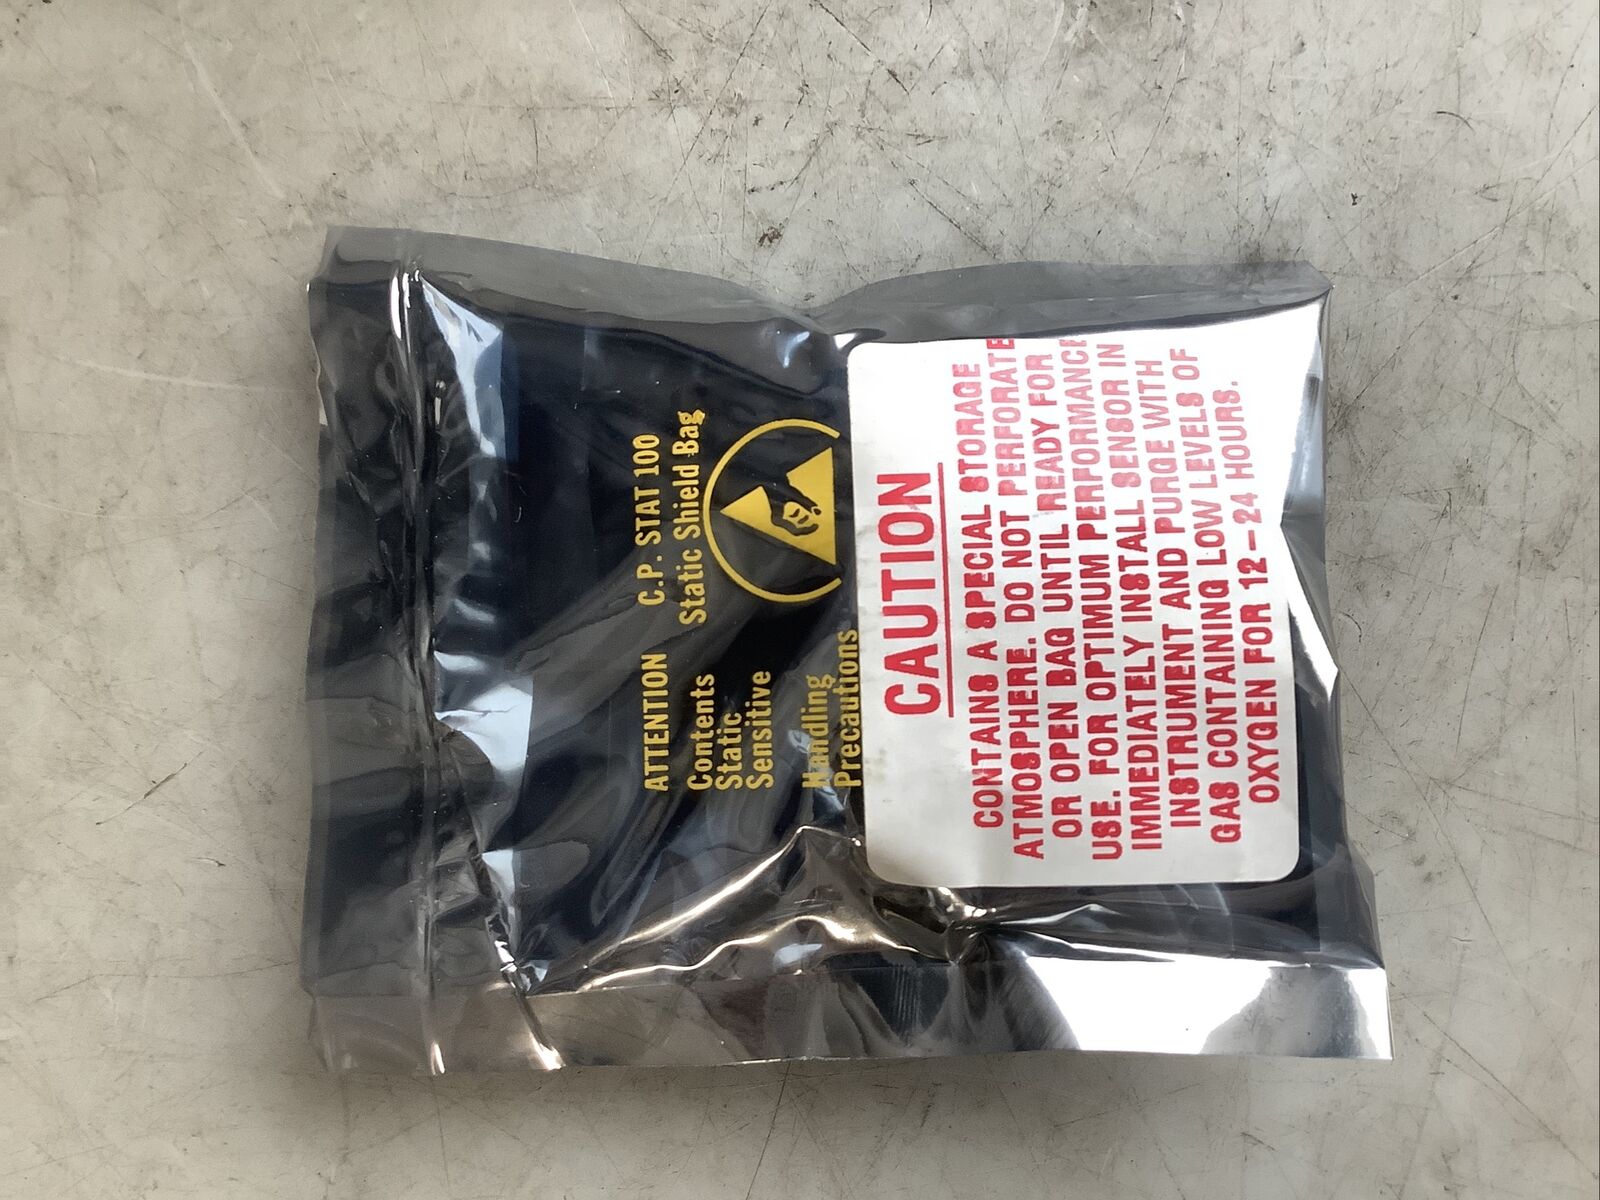 ATTENTION
Contents
Static
Sensitive
Handling
Precautions
C.P. STAT 100
Static Shield Bag
CAUTION
CONTAINS A SPECIAL STORAGE
ATMOSPHERE. DO NOT PERFORATE
OR OPEN BAG UNTIL READY FOR
USE. FOR OPTIMUM PERFORMANCE
IMMEDIATELY INSTALL SENSOR IN
INSTRUMENT AND PURGE WITH
GAS CONTAINING LOW LEVELS OF
OXYGEN FOR 12-24 HOURS.